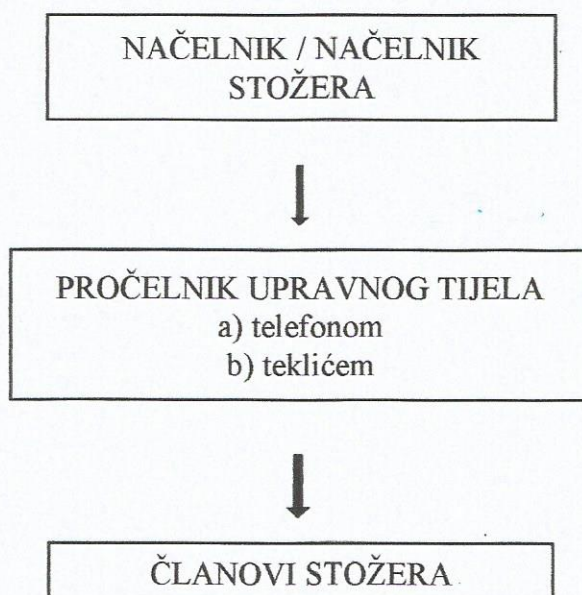 NAČELNIK / NAČELNIK
STOŽERA
PROČELNIK UPRAVNOG TIJELA
a) telefonom
b) teklićem
ČLANOVI STOŽERA